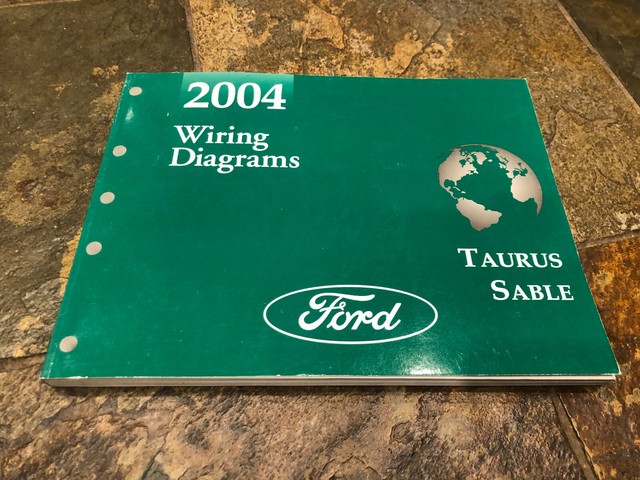 2004
Wiring
Diagrams
TAURUS
SABLE
Ford